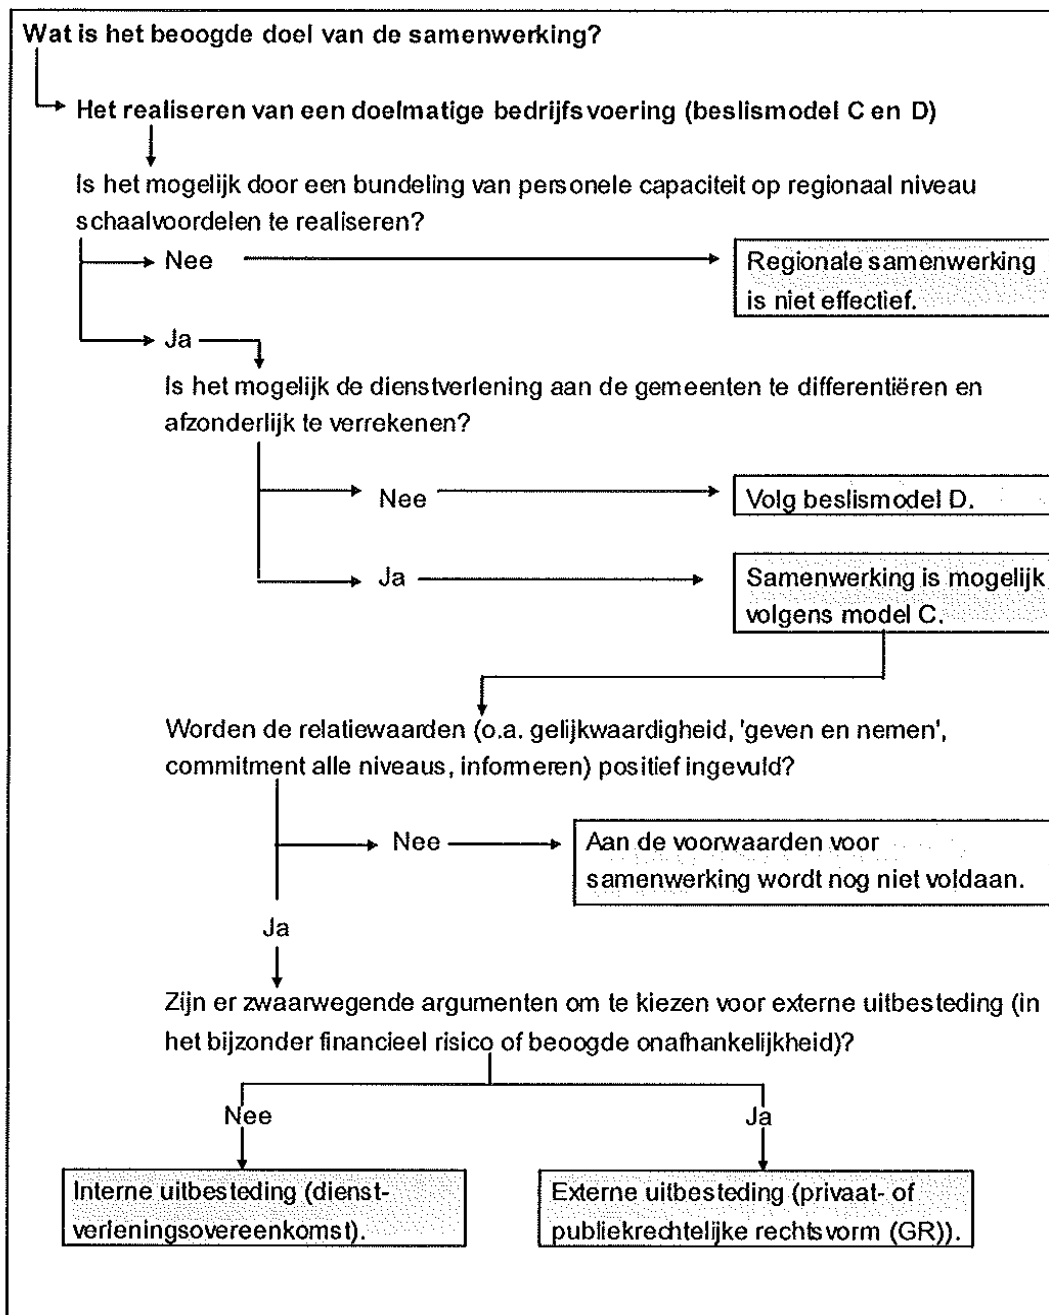 Wat is het beoogde doel van de samenwerking?
Het realiseren van een doelmatige bedrijfsvoering (beslismodel C en D)
Is het mogelijk door een bundeling van personele capaciteit op regionaal niveau
schaalvoordelen te realiseren?
Nee
Regionale samenwerking
is niet effectief.
Ja
Is het mogelijk de dienstverlening aan de gemeenten te differentiëren en
afzonderlijk te verrekenen?
Nee
Volg beslismodel D.
Ja
Samenwerking is mogelijk
volgens model C.
Worden de relatiewaarden (o.a. gelijkwaardigheid, 'geven en nemen',
commitment alle niveaus, informeren) positief ingevuld?
Nee
Aan de voorwaarden voor
samenwerking wordt nog niet voldaan.
Ja
Zijn er zwaarwegende argumenten om te kiezen voor externe uitbesteding (in
het bijzonder financieel risico of beoogde onafhankelijkheid)?
Nee
Ja
Interne uitbesteding (dienst-
verleningsovereenkomst).
Externe uitbesteding (privaat- of
publiekrechtelijke rechtsvorm (GR)).